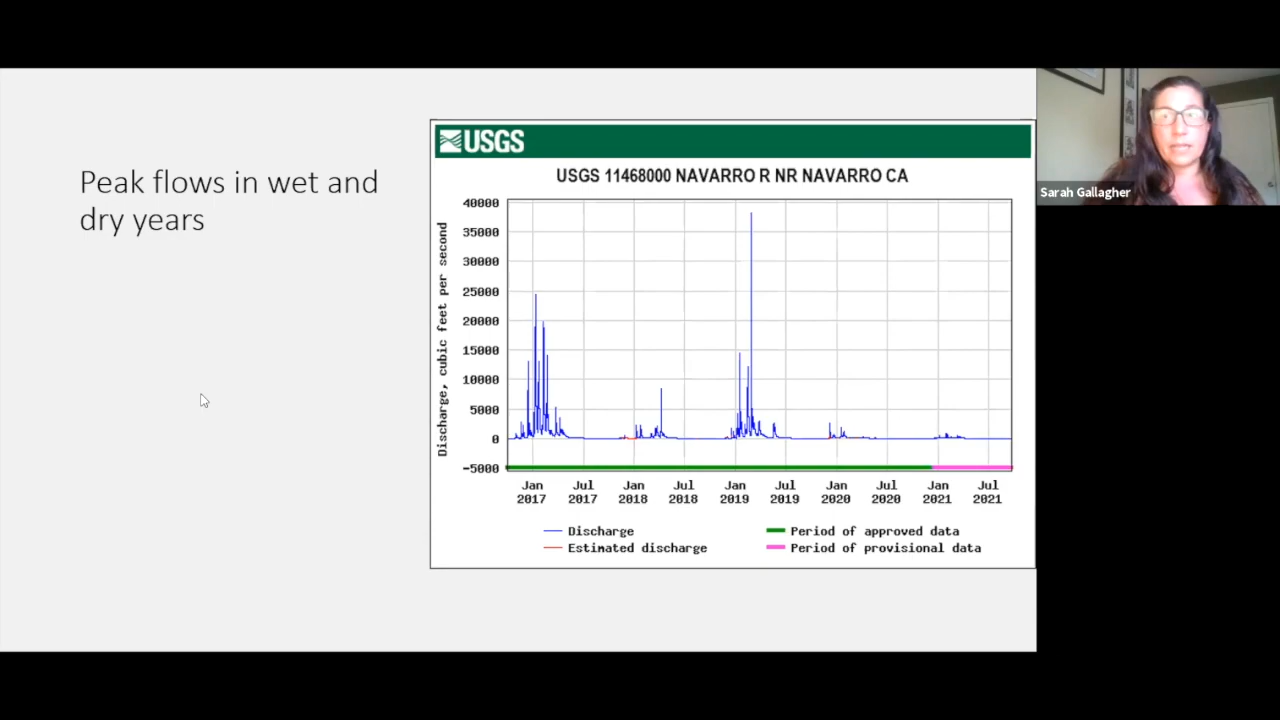 Peak flows in wet and
dry years
USGS
USGS 11468000 NAVARRO R NR NAVARRO CA
Discharge, cubic feet per second
40000
35000
30000
25000
20000
15000
10000
5000
0
-5000
Jan Jul Jan Jul Jan Jul Jan Jul Jan Jul
2017 2017 2018 2018 2019 2019 2020 2020 2021 2021
Discharge
Estimated discharge
Period of approved data
Period of provisional data
Sarah Gallagher